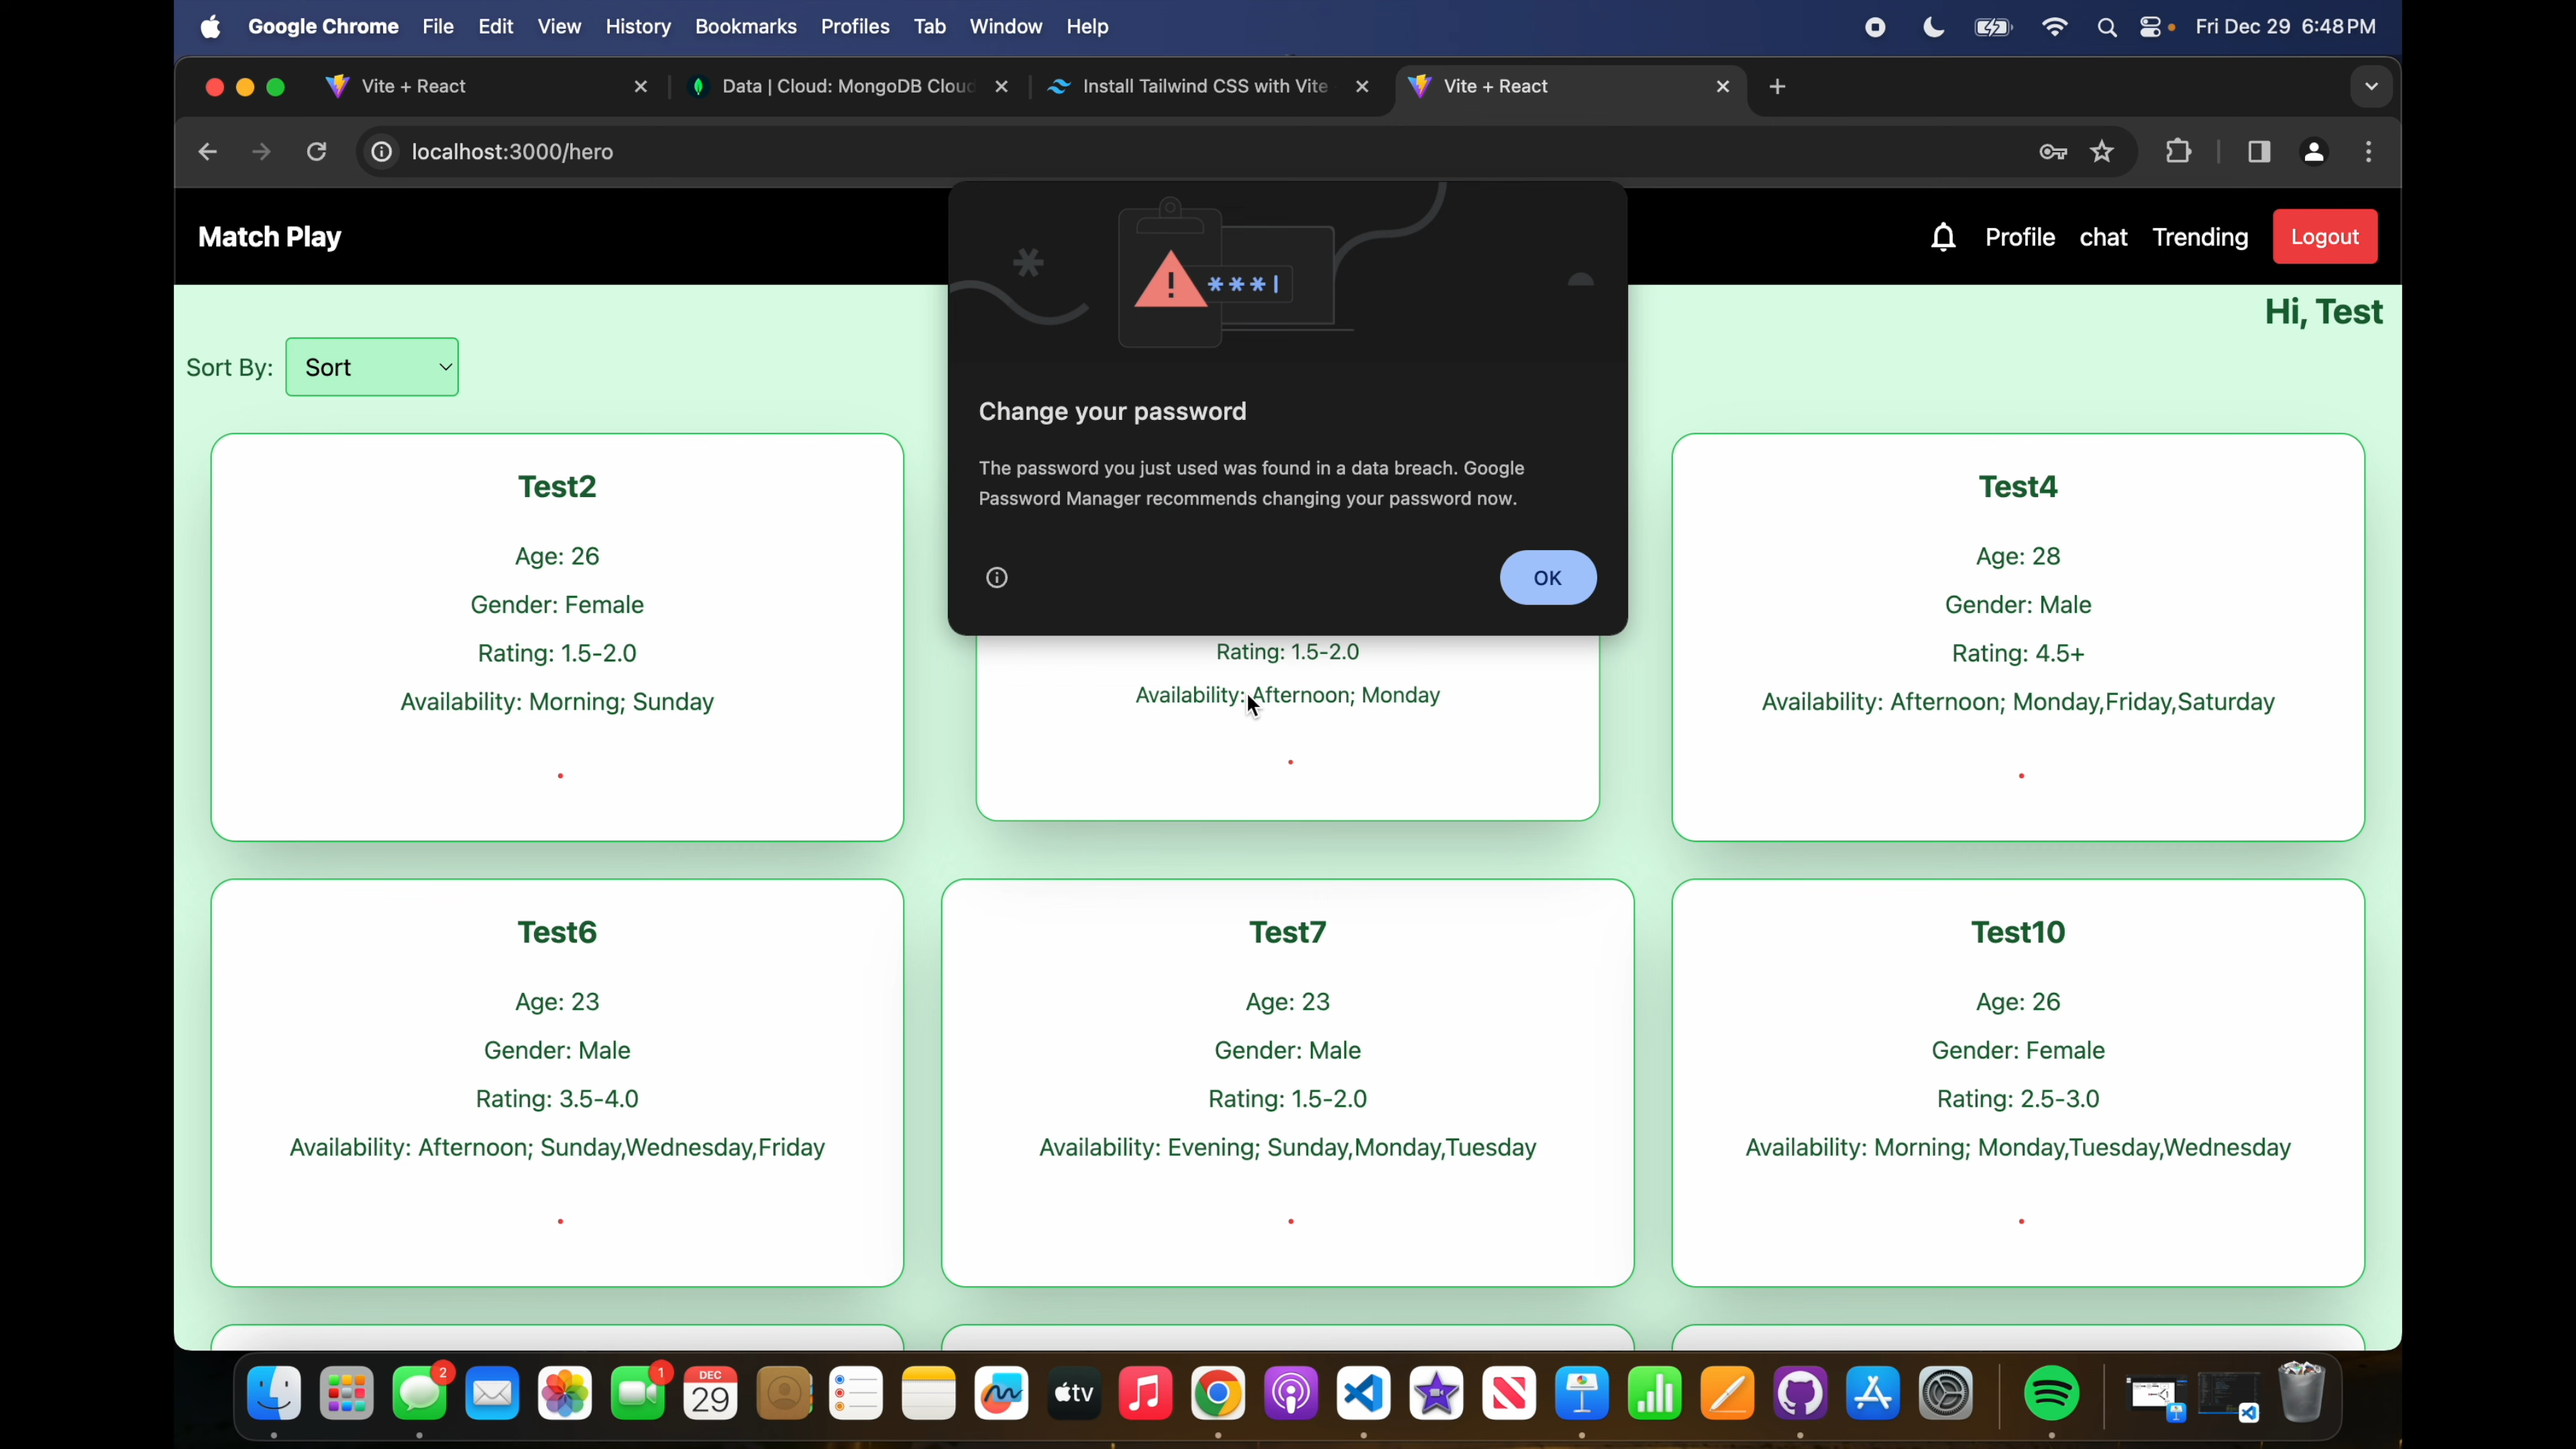 Google Chrome File Edit View History Bookmarks Profiles Tab Window Help Fri Dec 29 6:48 PM
Vite + React Data | Cloud: MongoDB Cloud Install Tailwind CSS with Vite Vite + React
localhost:3000/hero
Match Play
Profile chat Trending Logout
***|
Hi, Test
Sort By: Sort
Change your password
The password you just used was found in a data breach. Google
Password Manager recommends changing your password now.
OK
Test2
Age: 26
Gender: Female
Rating: 1.5-2.0
Availability: Morning; Sunday
Rating: 1.5-2.0
Availability: Afternoon; Monday
Test4
Age: 28
Gender: Male
Rating: 4.5+
Availability: Afternoon; Monday,Friday,Saturday
Test6
Age: 23
Gender: Male
Rating: 3.5-4.0
Availability: Afternoon; Sunday,Wednesday,Friday
Test7
Age: 23
Gender: Male
Rating: 1.5-2.0
Availability: Evening; Sunday,Monday,Tuesday
Test10
Age: 26
Gender: Female
Rating: 2.5-3.0
Availability: Morning; Monday,Tuesday,Wednesday
2
1
DEC
29
tv